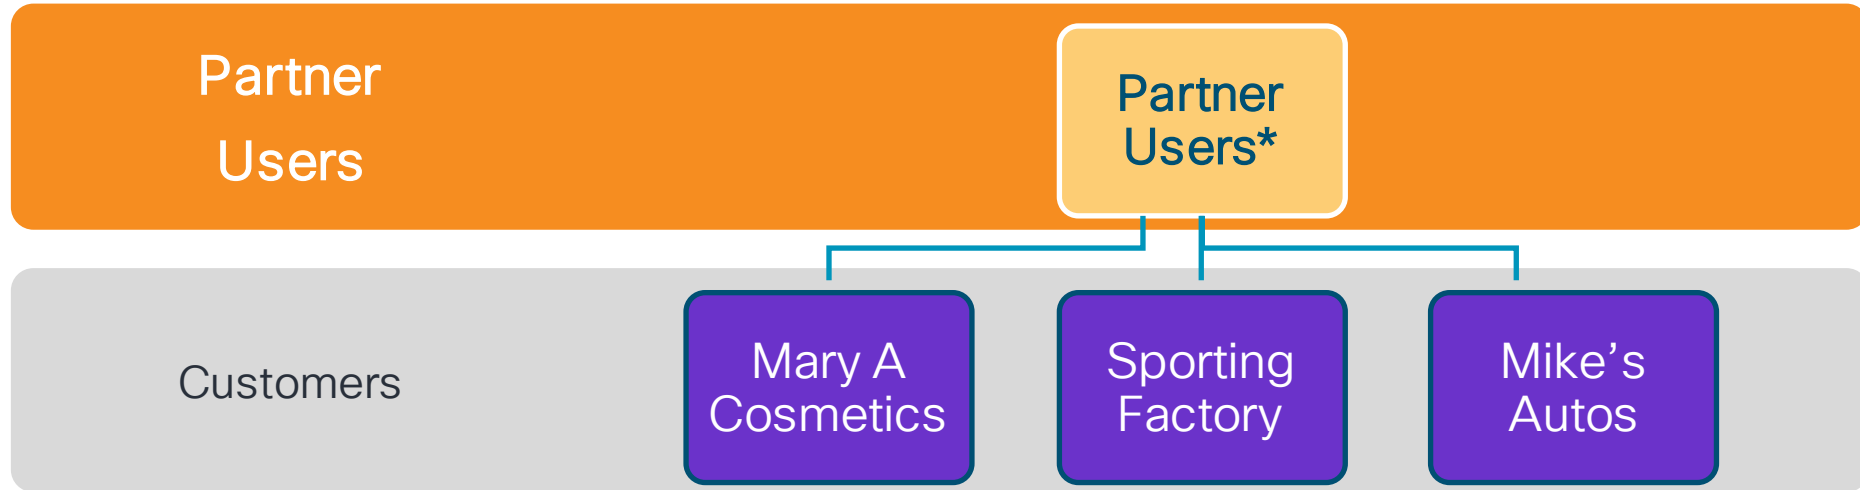 Partner
Users
Partner
Users*
Customers
Mary A
Cosmetics
Sporting
Factory
Mike’s
Autos